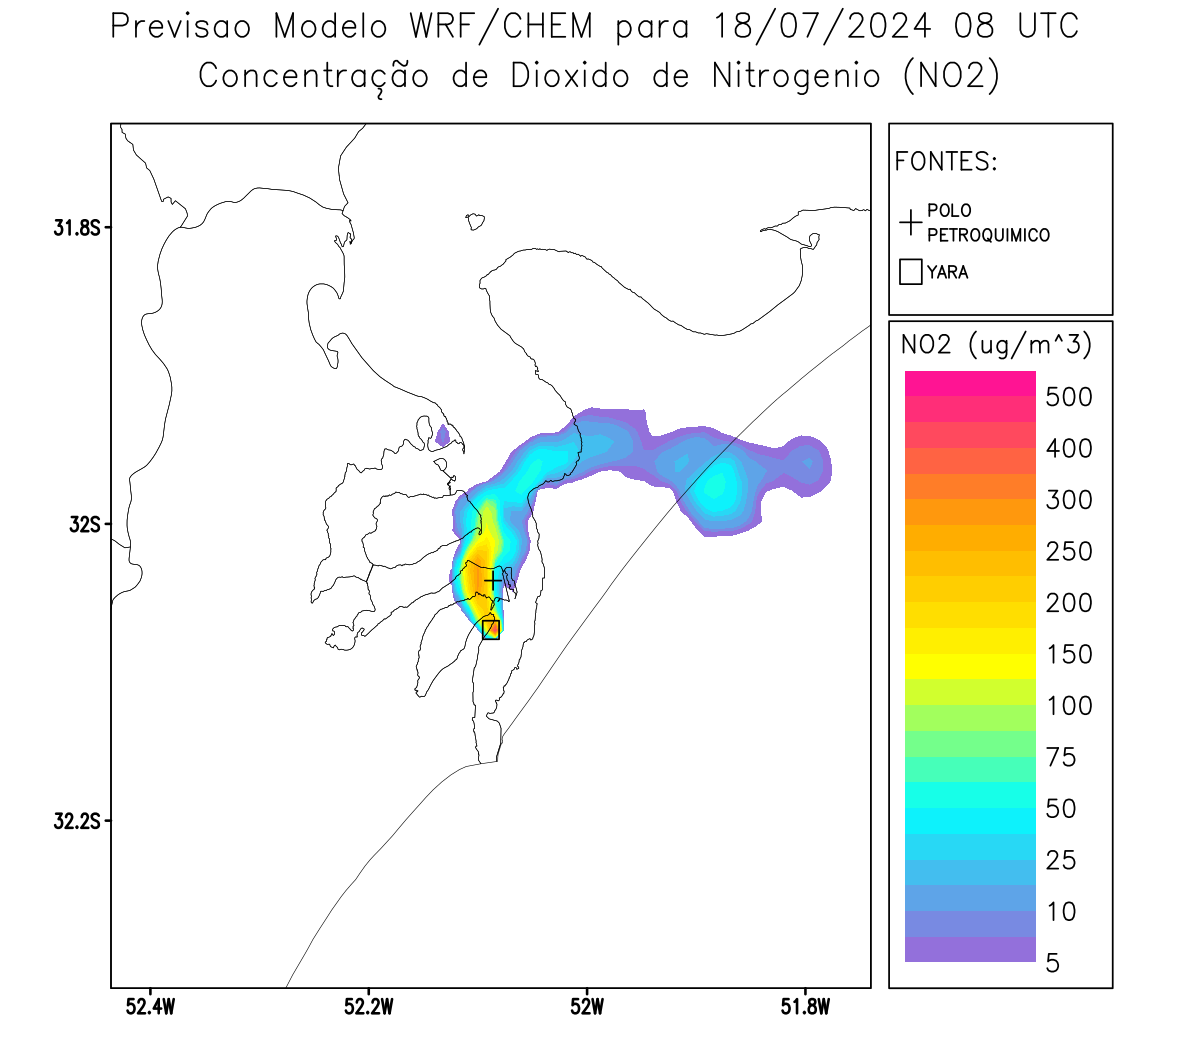 Previsao Modelo WRF/CHEM para 18/07/2024 08 UTC
Concentração de Dioxido de Nitrogenio (NO2)
FONTES:
POLO
PETROQUIMICO
YARA
NO2 (ug/m^3)
500
400
300
250
200
150
100
75
50
25
10
5
31.8S
32S
32.2S
52.4W
52.2W
52W
51.8W